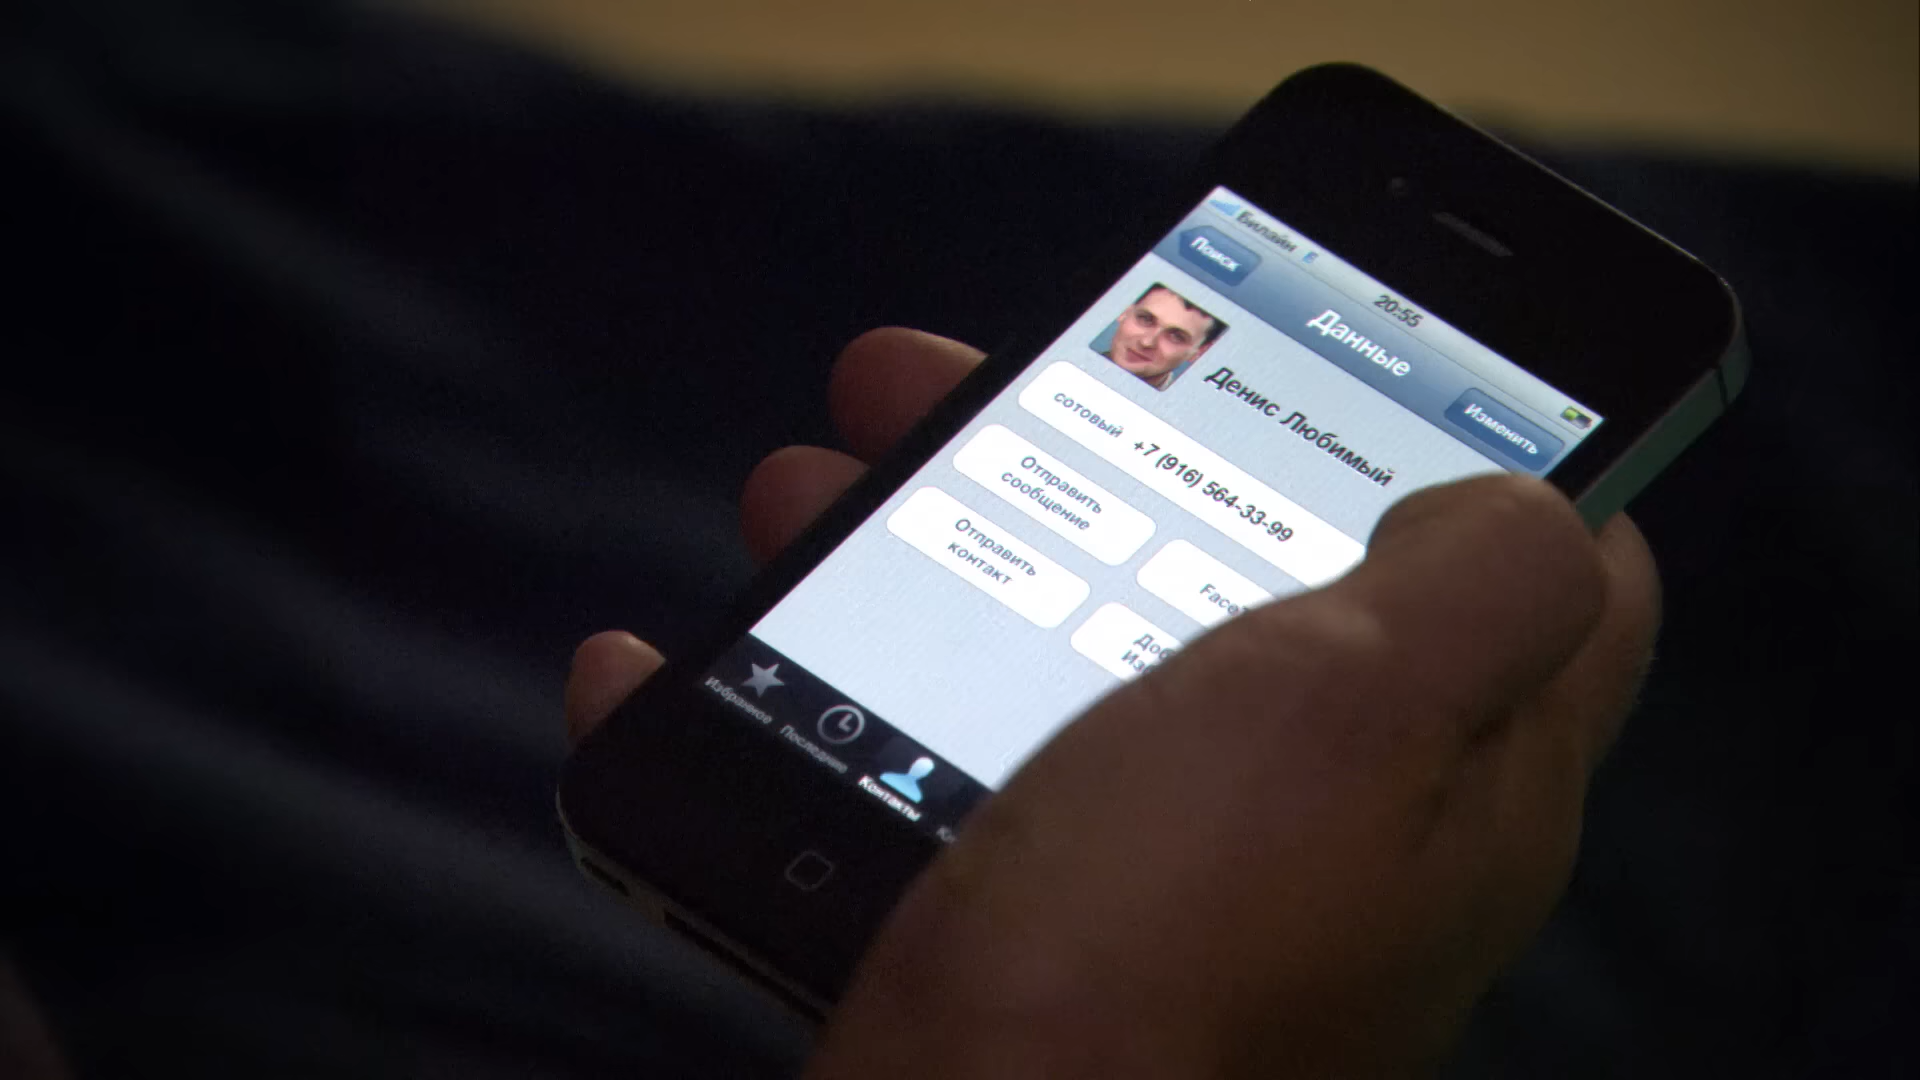 Билайн E
20:55
Поиск
Данные
Изменить
Денис Любимый
сотовый +7 (916) 564-33-99
Отправить
сообщение
Отправить
контакт
Избранное
Последние
Контакты